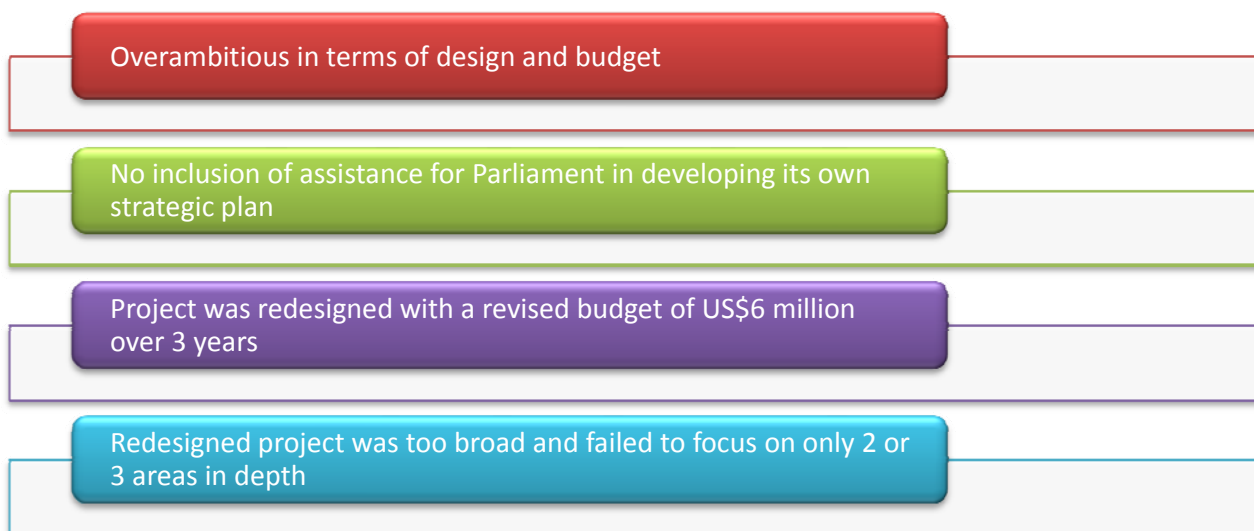 Overambitious in terms of design and budget
No inclusion of assistance for Parliament in developing its own
strategic plan
Project was redesigned with a revised budget of US$6 million
over 3 years
Redesigned project was too broad and failed to focus on only 2 or
3 areas in depth